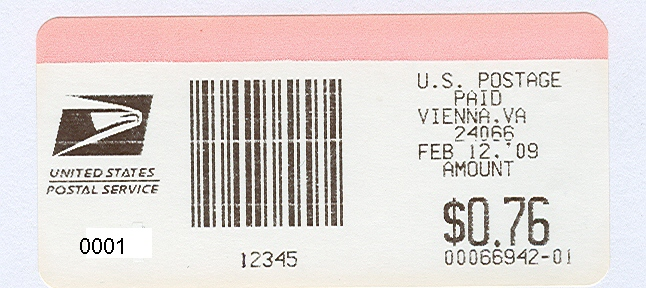 UNITED STATES
POSTAL SERVICE
0001
12345
U.S. POSTAGE
PAID
VIENNA,VA
24066
FEB 12,'09
AMOUNT
$0.76
00066942-01